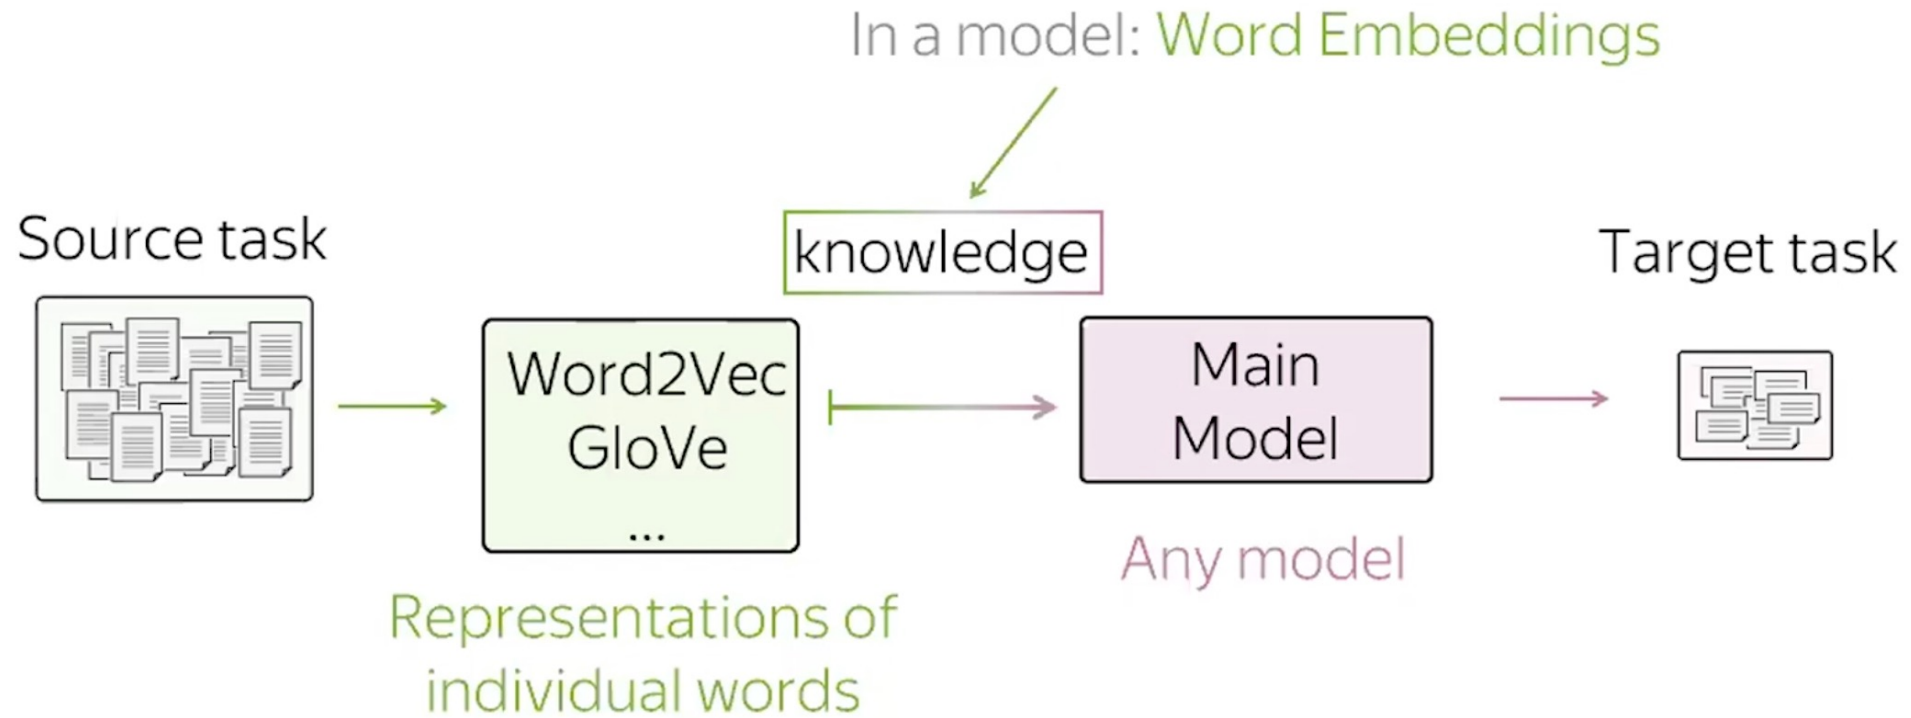 In a model: Word Embeddings
knowledge
Source task
Target task
Word2Vec
GloVe
...
Main
Model
Any model
Representations of
individual words